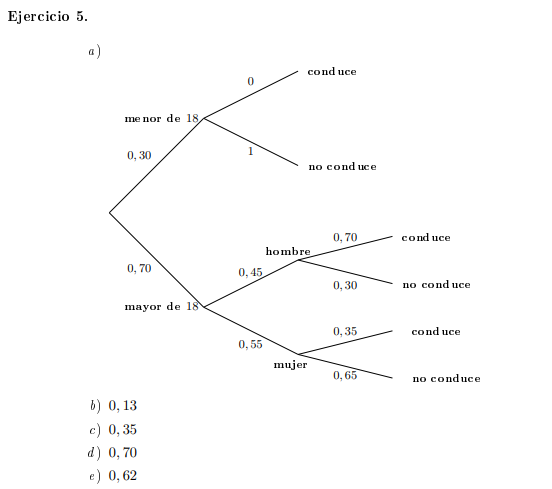 Ejercicio 5.
a)
conduce
0
menor de 18
0, 30
1
no conduce
0, 70
conduce
hombre
0, 70
0, 45
0, 30
no conduce
mayor de 18
0, 35
conduce
0, 55
mujer
0, 65
no conduce
b) 0, 13
c) 0, 35
d) 0, 70
e) 0, 62